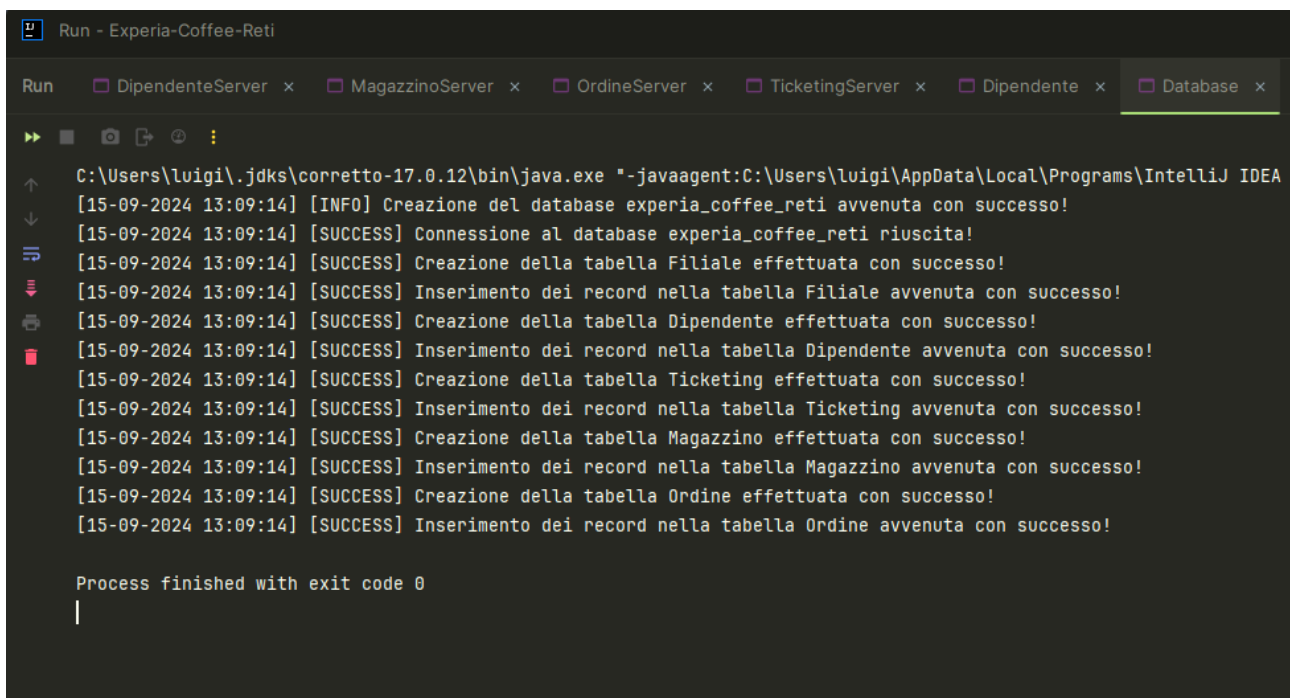 Run - Experia-Coffee-Reti
Run DipendenteServer × MagazzinoServer × OrdineServer × TicketingServer × Dipendente × Database ×
C:\Users\luigi\.jdks\corretto-17.0.12\bin\java.exe "-javaagent:C:\Users\luigi\AppData\Local\Programs\IntelliJ IDEA
[15-09-2024 13:09:14] [INFO] Creazione del database experia_coffee_reti avvenuta con successo!
[15-09-2024 13:09:14] [SUCCESS] Connessione al database experia_coffee_reti riuscita!
[15-09-2024 13:09:14] [SUCCESS] Creazione della tabella Filiale effettuata con successo!
[15-09-2024 13:09:14] [SUCCESS] Inserimento dei record nella tabella Filiale avvenuta con successo!
[15-09-2024 13:09:14] [SUCCESS] Creazione della tabella Dipendente effettuata con successo!
[15-09-2024 13:09:14] [SUCCESS] Inserimento dei record nella tabella Dipendente avvenuta con successo!
[15-09-2024 13:09:14] [SUCCESS] Creazione della tabella Ticketing effettuata con successo!
[15-09-2024 13:09:14] [SUCCESS] Inserimento dei record nella tabella Ticketing avvenuta con successo!
[15-09-2024 13:09:14] [SUCCESS] Creazione della tabella Magazzino effettuata con successo!
[15-09-2024 13:09:14] [SUCCESS] Inserimento dei record nella tabella Magazzino avvenuta con successo!
[15-09-2024 13:09:14] [SUCCESS] Creazione della tabella Ordine effettuata con successo!
[15-09-2024 13:09:14] [SUCCESS] Inserimento dei record nella tabella Ordine avvenuta con successo!
Process finished with exit code 0